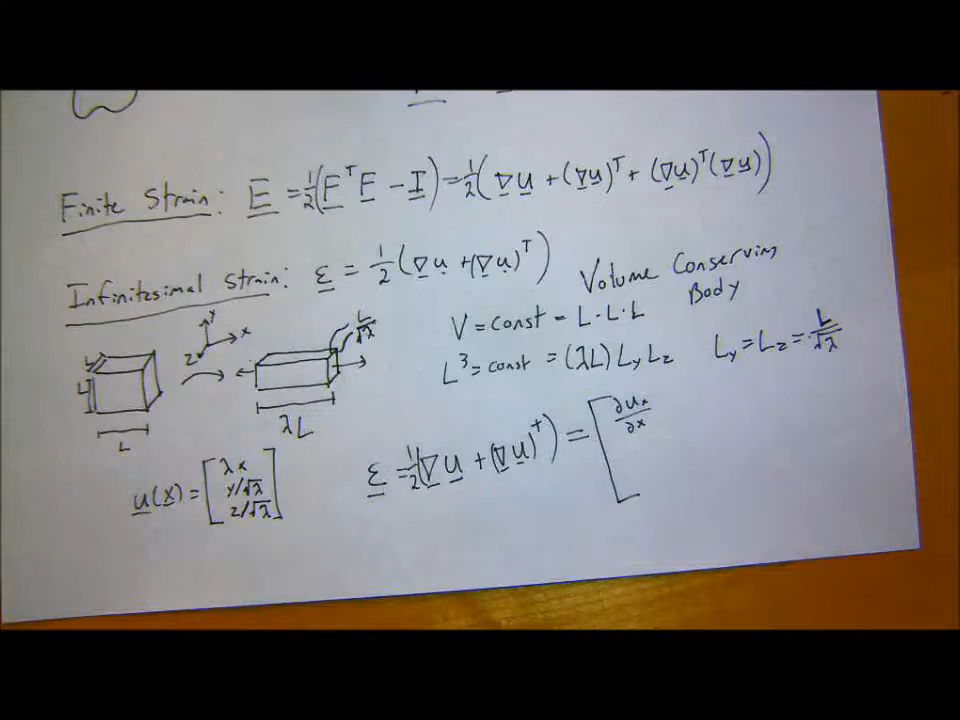 Finite Strain: E = 1/2(FᵀF − I) = 1/2(∇u + (∇u)ᵀ + (∇u)ᵀ(∇u))
Infinitesimal Strain: ε = 1/2(∇u + (∇u)ᵀ)
Volume Conserving
Body
V = const = L·L·L
L³ = const = (λL) Ly Lz
Ly = Lz = L/√λ
y
x
z
L
L
L
L/√λ
λL
u(x) = [λx
y/√λ
z/√λ]
ε = 1/2(∇u + (∇u)ᵀ) = [∂uₓ/∂x